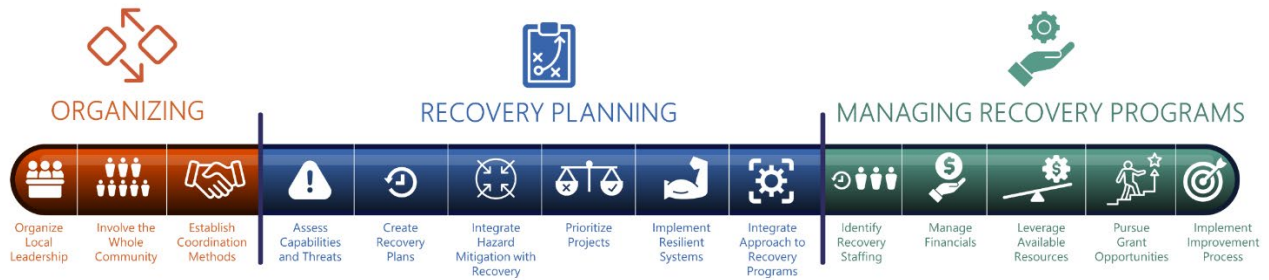 ORGANIZING
RECOVERY PLANNING
MANAGING RECOVERY PROGRAMS
Organize
Local
Leadership
Involve the
Whole
Community
Establish
Coordination
Methods
Assess
Capabilities
and Threats
Create
Recovery
Plans
Integrate
Hazard
Mitigation with
Recovery
Prioritize
Projects
Implement
Resilient
Systems
Integrate
Approach to
Recovery
Programs
Identify
Recovery
Staffing
Manage
Financials
Leverage
Available
Resources
Pursue
Grant
Opportunities
Implement
Improvement
Process